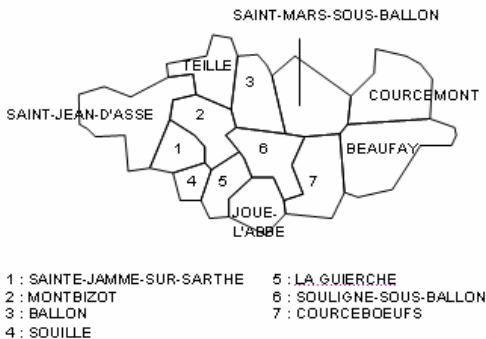 SAINT-MARS-SOUS-BALLON
TEILLE
3
COURCEMONT
SAINT-JEAN-D'ASSE
2
1
6
BEAUFAY
4
5
7
JOUE-
L'ABBE
1 : SAINTE-JAMME-SUR-SARTHE
2 : MONTBIZOT
3 : BALLON
4 : SOUILLE
5 : LA GUIERCHE
6 : SOULIGNE-SOUS-BALLON
7 : COURCEBOEUFS